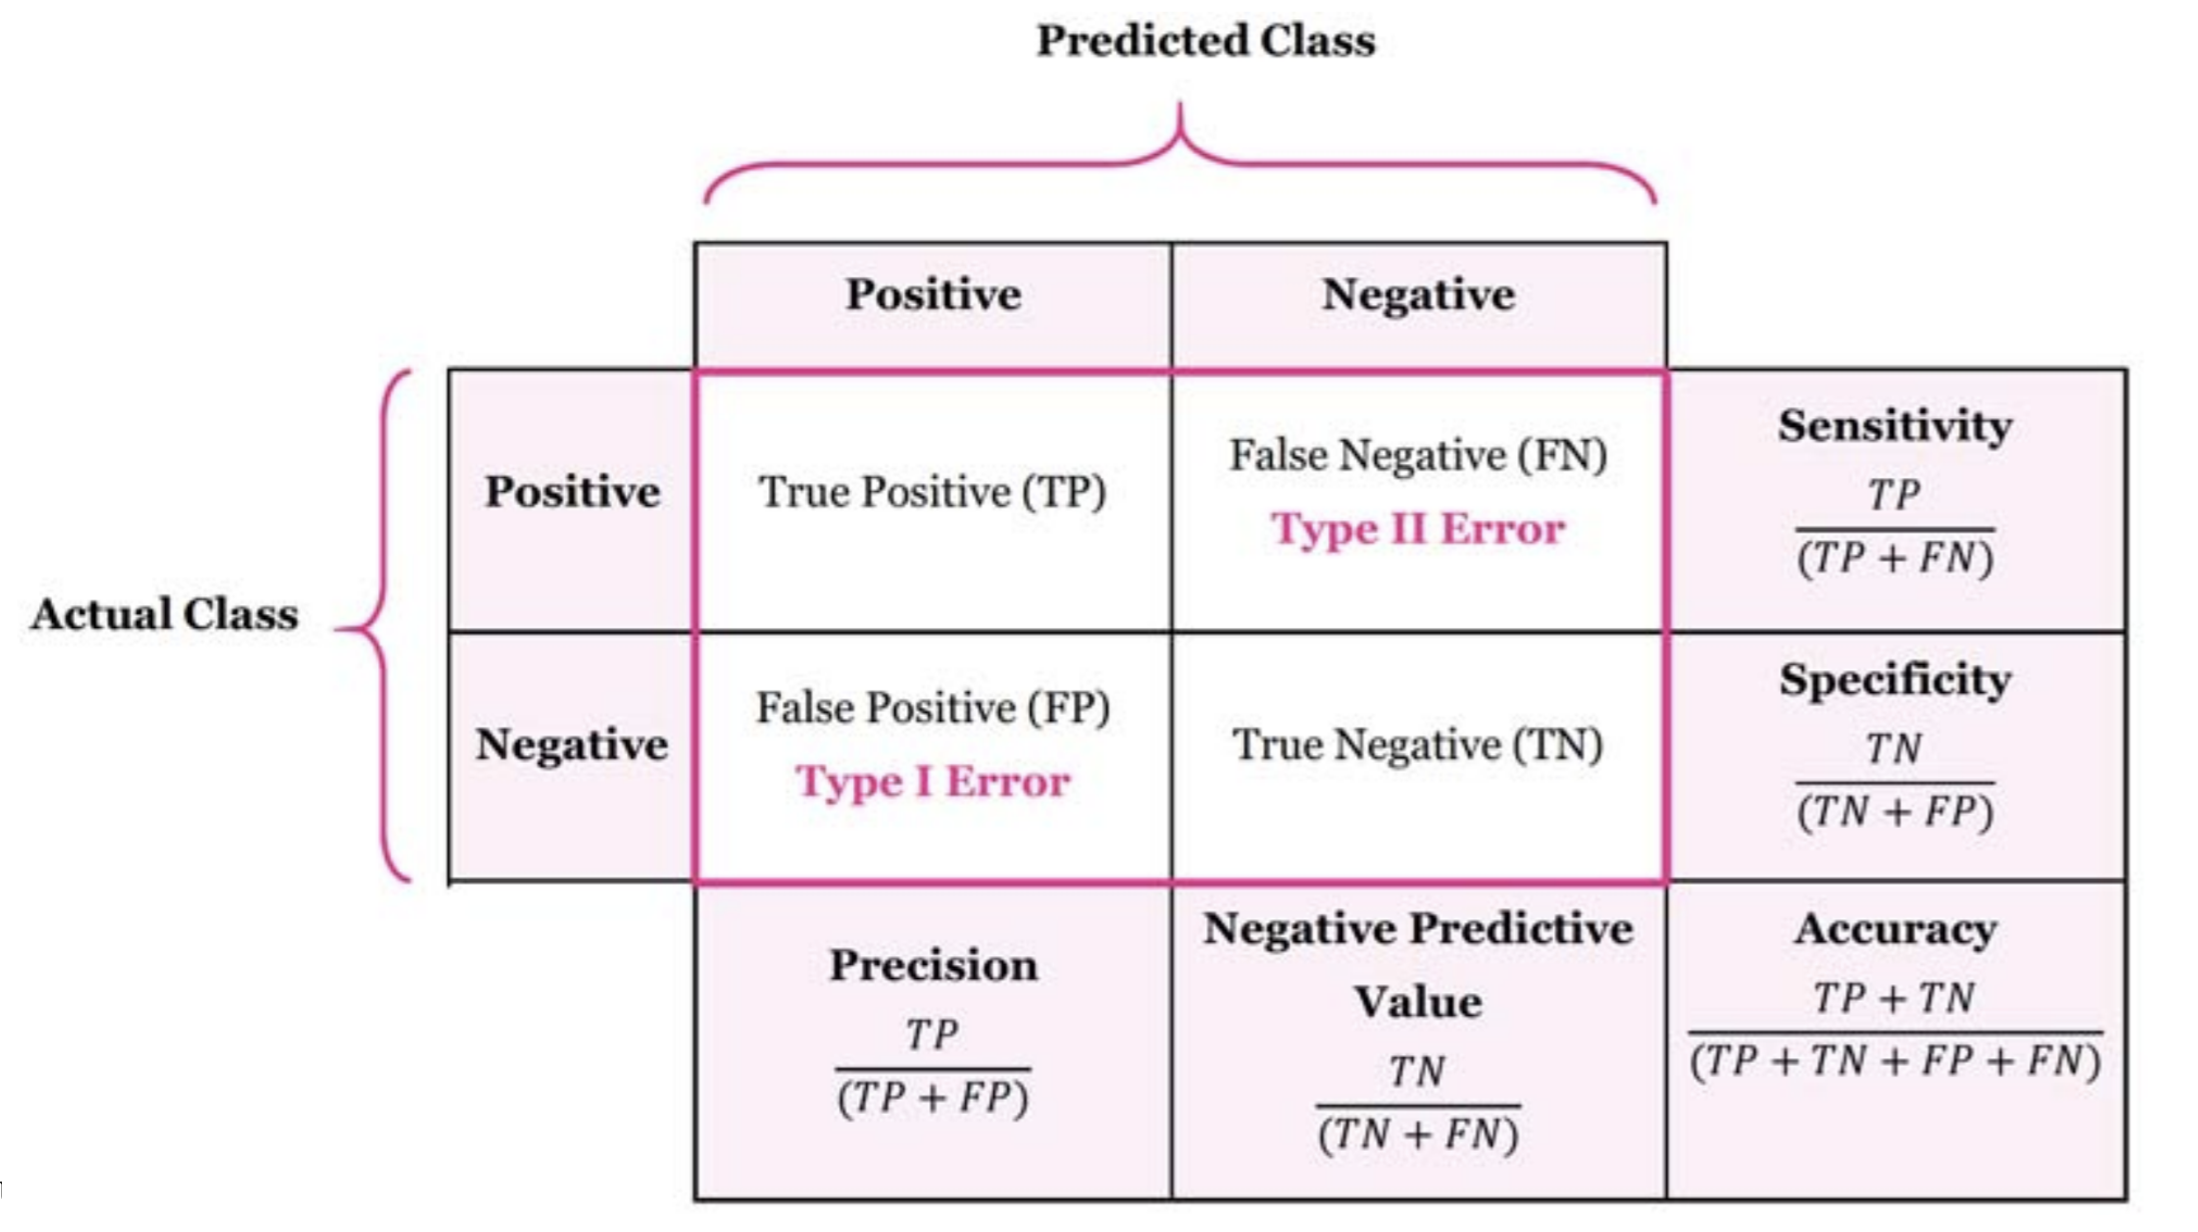 Predicted Class
Positive
Negative
Actual Class
Positive
True Positive (TP)
False Negative (FN)
Type II Error
Sensitivity
TP
(TP + FN)
Negative
False Positive (FP)
Type I Error
True Negative (TN)
Specificity
TN
(TN + FP)
Precision
TP
(TP + FP)
Negative Predictive
Value
TN
(TN + FN)
Accuracy
TP + TN
(TP + TN + FP + FN)